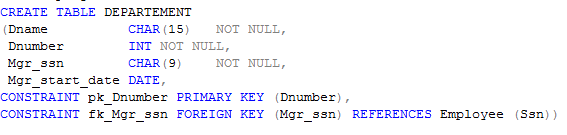 CREATE TABLE DEPARTEMENT
(Dname CHAR(15) NOT NULL,
Dnumber INT NOT NULL,
Mgr_ssn CHAR(9) NOT NULL,
Mgr_start_date DATE,
CONSTRAINT pk_Dnumber PRIMARY KEY (Dnumber),
CONSTRAINT fk_Mgr_ssn FOREIGN KEY (Mgr_ssn) REFERENCES Employee (Ssn))